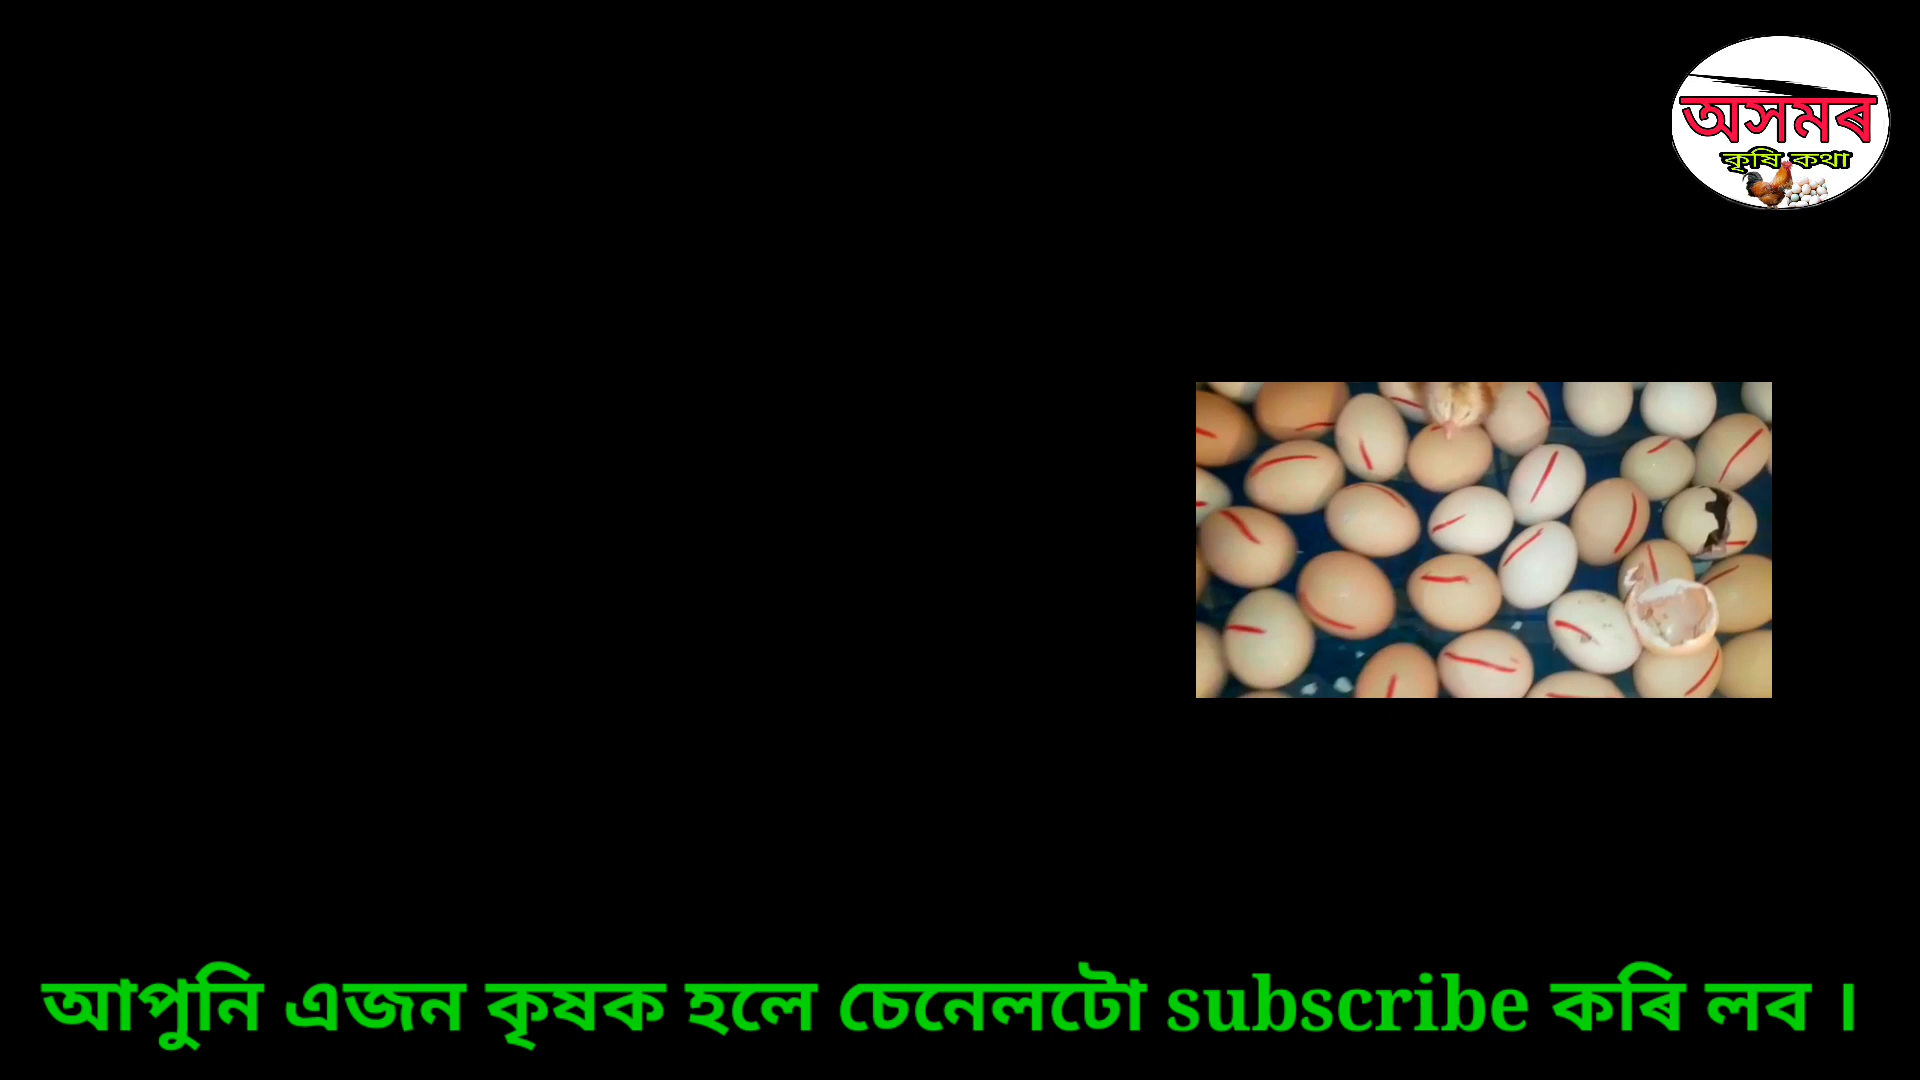 অসমৰ
কৃষি কথা
আপুনি এজন কৃষক হলে চেনেলটো subscribe কৰি লব ।